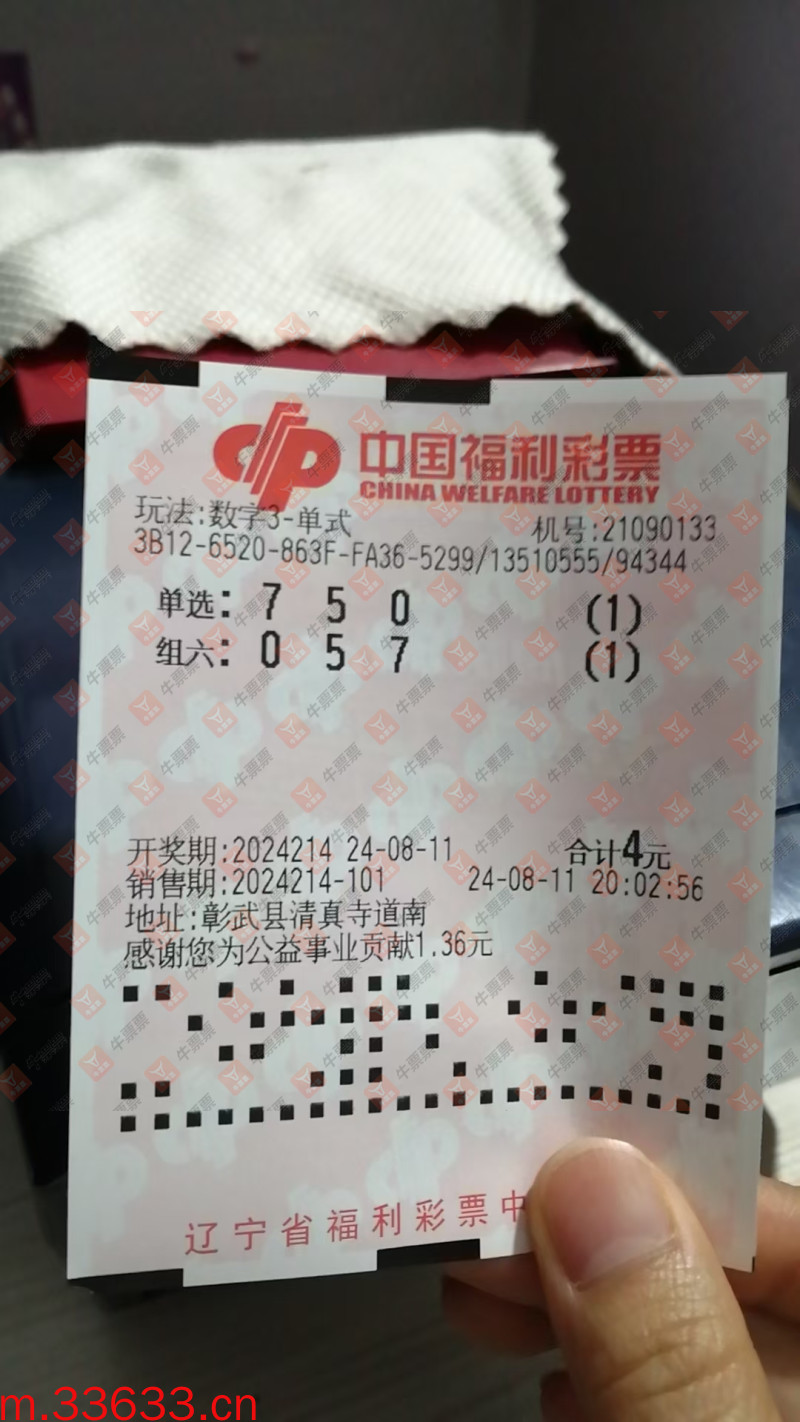 中国福利彩票
CHINA WELFARE LOTTERY
玩法:数字3-单式 机号:21090133
3B12-6520-863F-FA36-5299/13510555/94344
单选: 7 5 0 (1)
组六: 0 5 7 (1)
开奖期:2024214 24-08-11 合计4元
销售期:2024214-101 24-08-11 20:02:56
地址:彰武县清真寺道南
感谢您为公益事业贡献1.36元
辽宁省福利彩票中
牛票票
m.33633.cn